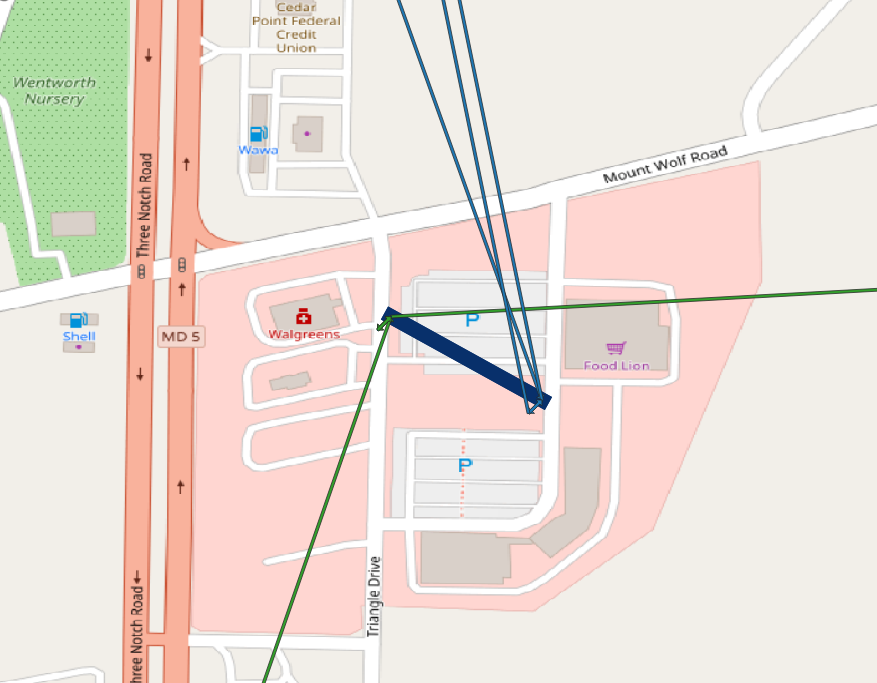 Cedar
Point Federal
Credit
Union
Wentworth
Nursery
Wawa
Mount Wolf Road
Three Notch Road
P
Walgreens
Shell
MD 5
Food Lion
P
Triangle Drive
Three Notch Road